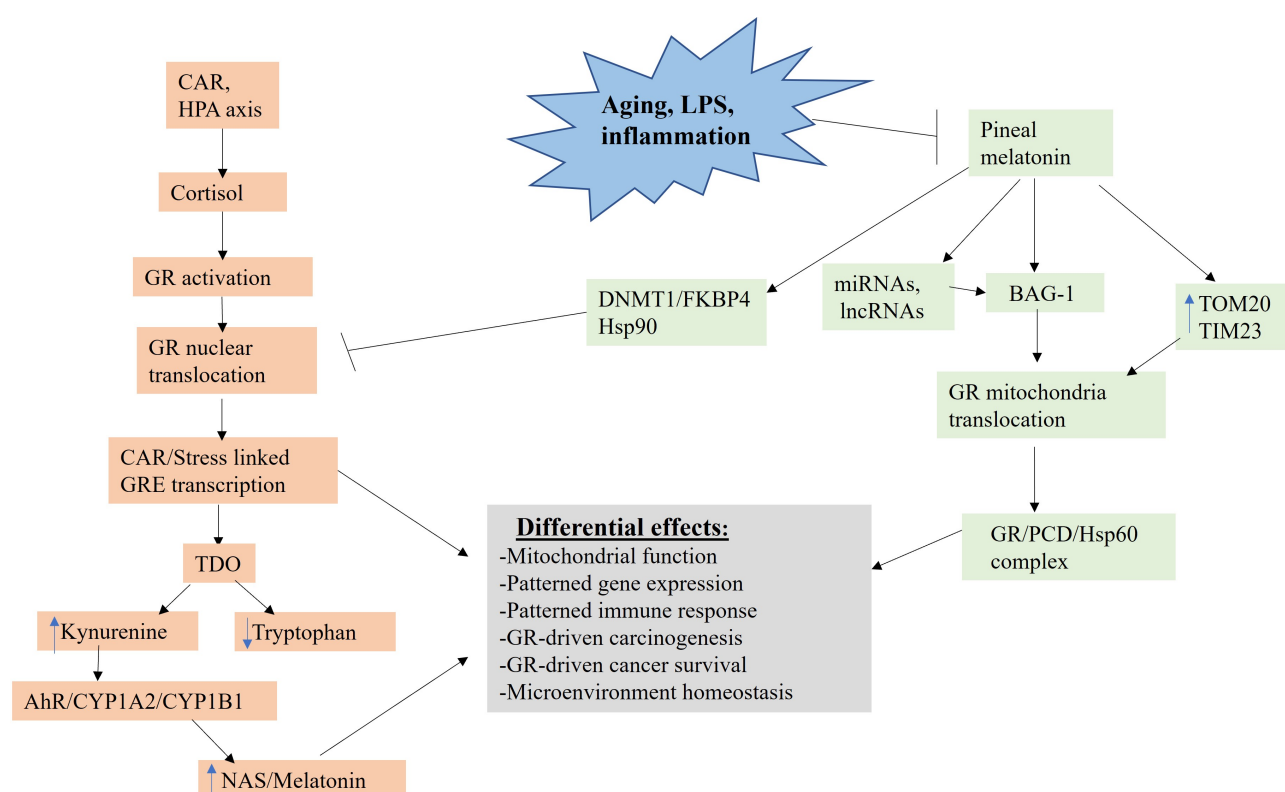 CAR,
HPA axis
Cortisol
GR activation
GR nuclear
translocation
CAR/Stress linked
GRE transcription
TDO
Kynurenine
Tryptophan
AhR/CYP1A2/CYP1B1
NAS/Melatonin
Aging, LPS,
inflammation
Pineal
melatonin
DNMT1/FKBP4
Hsp90
miRNAs,
lncRNAs
BAG-1
TOM20
TIM23
GR mitochondria
translocation
GR/PCD/Hsp60
complex
Differential effects:
-Mitochondrial function
-Patterned gene expression
-Patterned immune response
-GR-driven carcinogenesis
-GR-driven cancer survival
-Microenvironment homeostasis